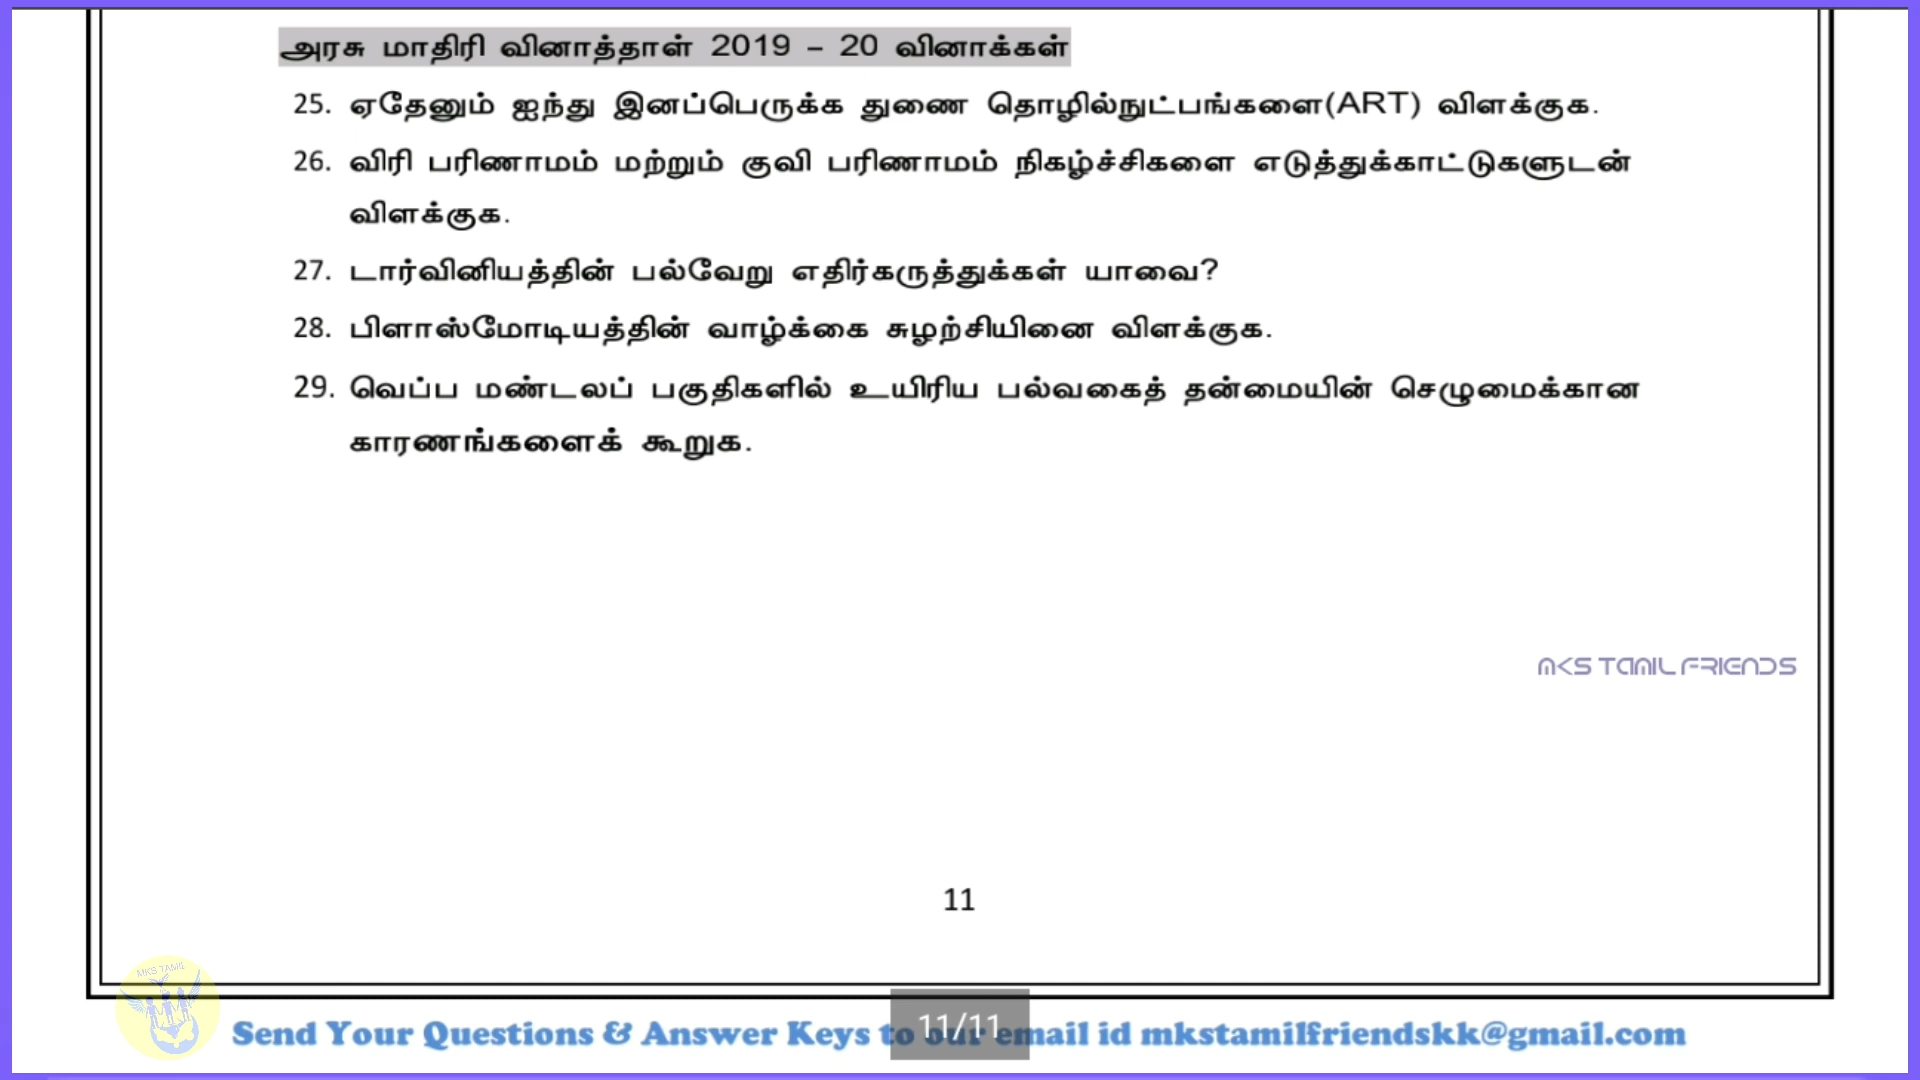 அரசு மாதிரி வினாத்தாள் 2019 – 20 வினாக்கள்
25. ஏதேனும் ஐந்து இனப்பெருக்க துணை தொழில்நுட்பங்களை(ART) விளக்குக.
26. விரி பரிணாமம் மற்றும் குவி பரிணாமம் நிகழ்ச்சிகளை எடுத்துக்காட்டுகளுடன்
விளக்குக.
27. டார்வினியத்தின் பல்வேறு எதிர்கருத்துக்கள் யாவை?
28. பிளாஸ்மோடியத்தின் வாழ்க்கை சுழற்சியினை விளக்குக.
29. வெப்ப மண்டலப் பகுதிகளில் உயிரிய பல்வகைத் தன்மையின் செழுமைக்கான
காரணங்களைக் கூறுக.
MKS TAMIL FRIENDS
11
MKS TAMIL
Send Your Questions & Answer Keys to our email id mkstamilfriendskk@gmail.com
11/11